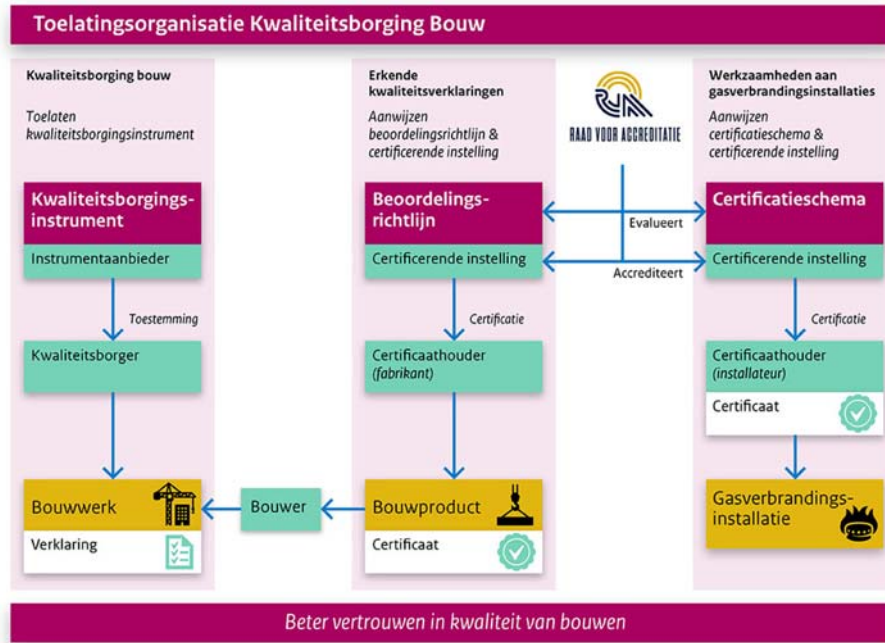 Toelatingsorganisatie Kwaliteitsborging Bouw
Kwaliteitsborging bouw
Toelaten
kwaliteitsborgingsinstrument
Kwaliteitsborgings-
instrument
Instrumentaanbieder
Toestemming
Kwaliteitsborger
Bouwwerk
Verklaring
Bouwer
Erkende
kwaliteitsverklaringen
Aanwijzen
beoordelingsrichtlijn &
certificerende instelling
Beoordelings-
richtlijn
Certificerende instelling
Certificatie
Certificaathouder
(fabrikant)
Bouwproduct
Certificaat
RVA
RAAD VOOR ACCREDITATIE
Evalueert
Accrediteert
Werkzaamheden aan
gasverbrandingsinstallaties
Aanwijzen
certificatieschema &
certificerende instelling
Certificatieschema
Certificerende instelling
Certificatie
Certificaathouder
(installateur)
Certificaat
Gasverbrandings-
installatie
Beter vertrouwen in kwaliteit van bouwen